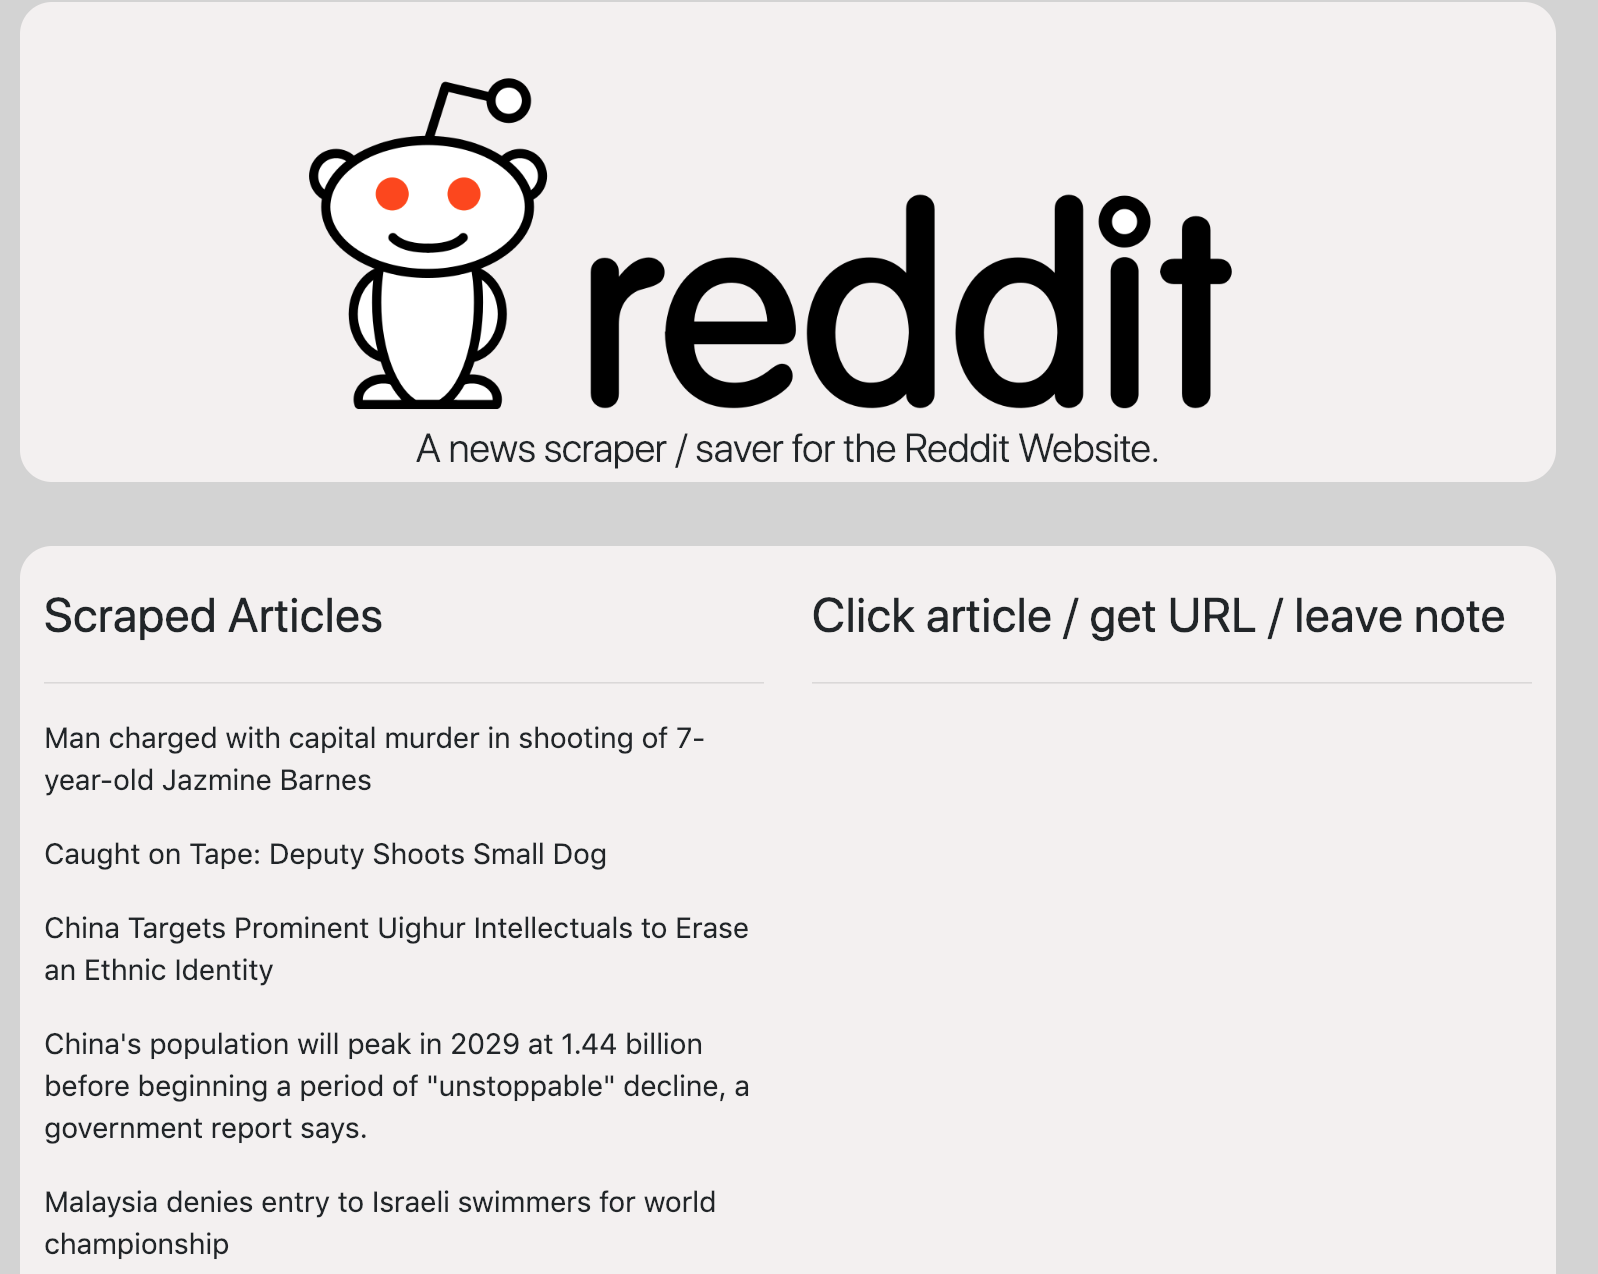 reddit
A news scraper / saver for the Reddit Website.
Scraped Articles
Click article / get URL / leave note
Man charged with capital murder in shooting of 7-
year-old Jazmine Barnes
Caught on Tape: Deputy Shoots Small Dog
China Targets Prominent Uighur Intellectuals to Erase
an Ethnic Identity
China's population will peak in 2029 at 1.44 billion
before beginning a period of "unstoppable" decline, a
government report says.
Malaysia denies entry to Israeli swimmers for world
championship